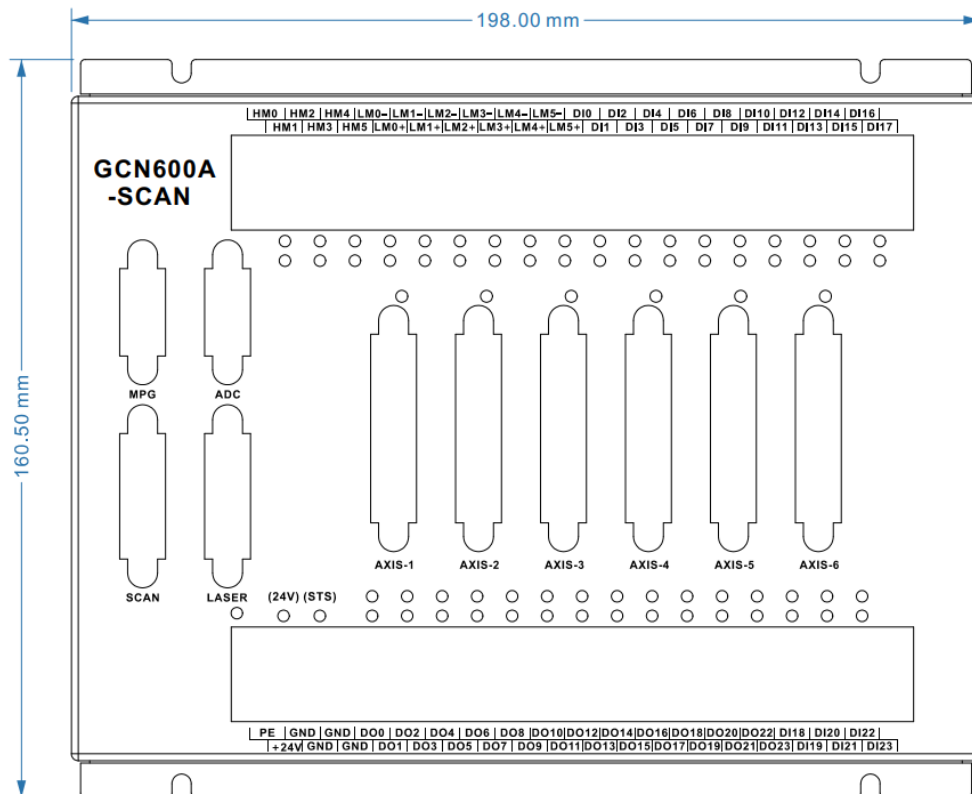 198.00 mm
160.50 mm
HM0 HM2 HM4 LM0- LM1- LM2- LM3- LM4- LM5- DI0 DI2 DI4 DI6 DI8 DI10 DI12 DI14 DI16
HM1 HM3 HM5 LM0+ LM1+ LM2+ LM3+ LM4+ LM5+ DI1 DI3 DI5 DI7 DI9 DI11 DI13 DI15 DI17
GCN600A
-SCAN
MPG ADC
AXIS-1 AXIS-2 AXIS-3 AXIS-4 AXIS-5 AXIS-6
SCAN LASER (24V) (STS)
PE GND GND DO0 DO2 DO4 DO6 DO8 DO10 DO12 DO14 DO16 DO18 DO20 DO22 DI18 DI20 DI22
+24V GND GND DO1 DO3 DO5 DO7 DO9 DO11 DO13 DO15 DO17 DO19 DO21 DO23 DI19 DI21 DI23